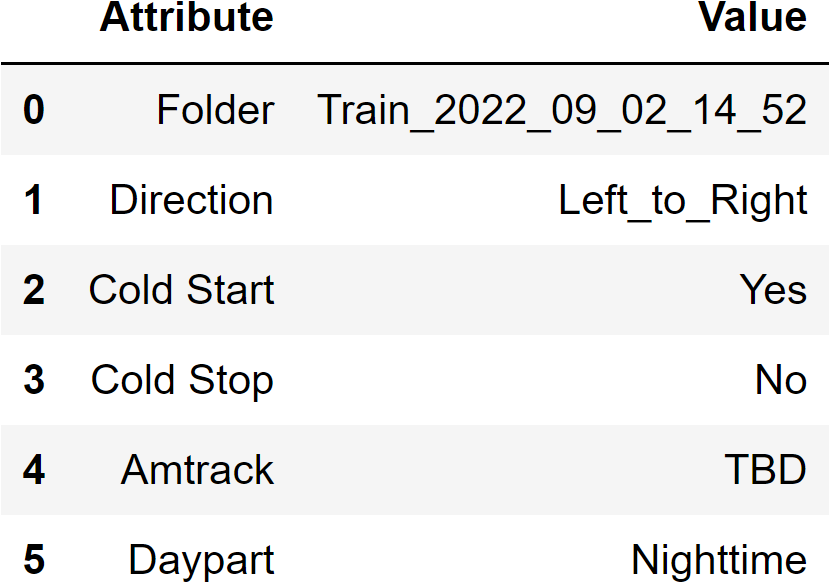 Attribute Value
0 Folder Train_2022_09_02_14_52
1 Direction Left_to_Right
2 Cold Start Yes
3 Cold Stop No
4 Amtrack TBD
5 Daypart Nighttime